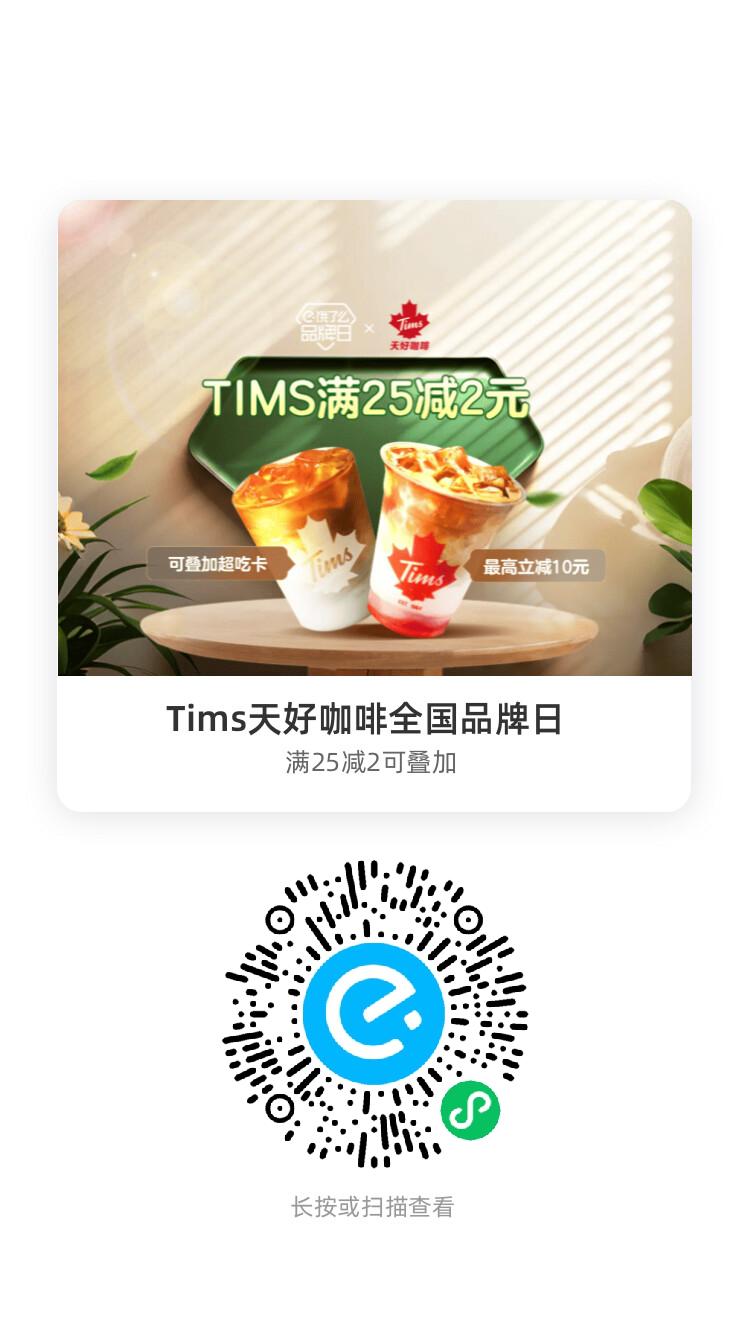 饿了么
品牌日
×
Tims
天好咖啡
TIMS满25减2元
Tims
Tims
EST. 1964
可叠加超吃卡
最高立减10元
Tims天好咖啡全国品牌日
满25减2可叠加
长按或扫描查看